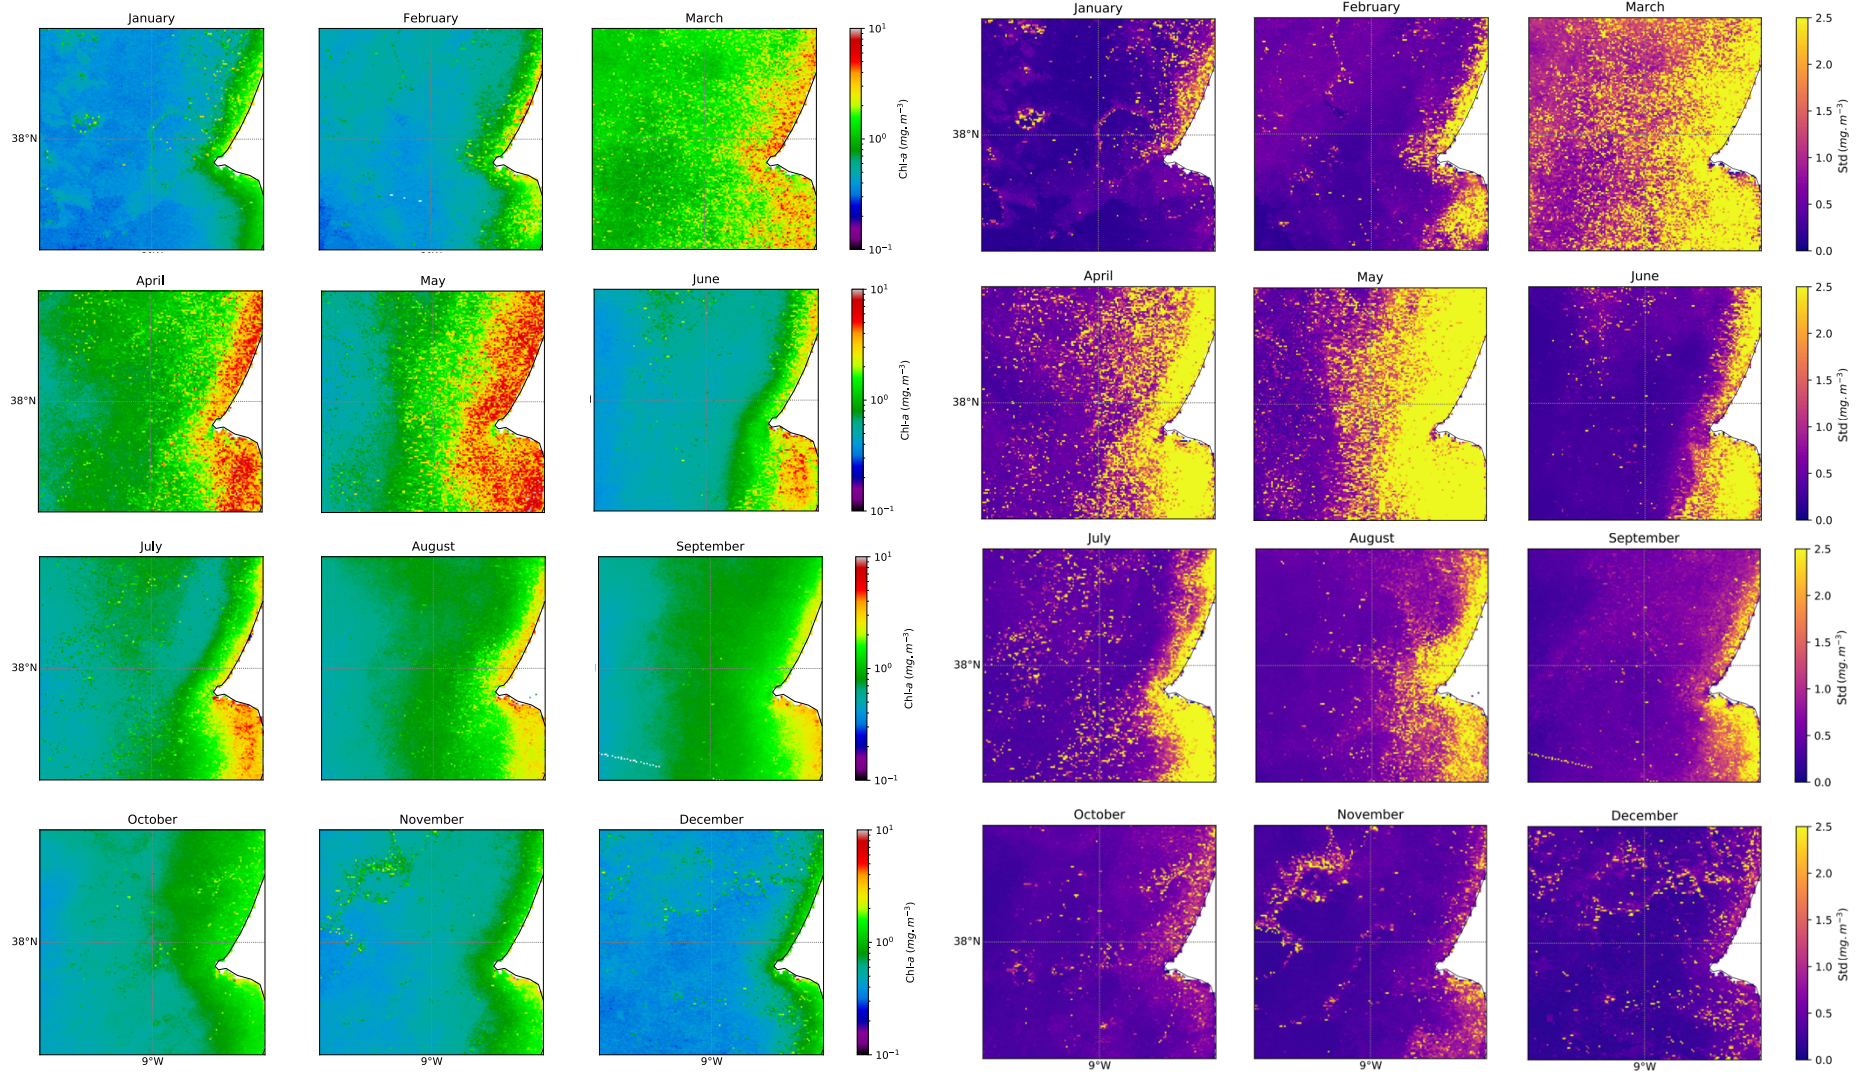 January February March
10¹
38°N
10⁰
Chl-a (mg. m⁻³)
10⁻¹
January February March
2.5
2.0
38°N
1.5
Std (mg. m⁻³)
1.0
0.5
0.0
April May June
10¹
38°N
10⁰
Chl-a (mg. m⁻³)
10⁻¹
April May June
2.5
2.0
38°N
1.5
Std (mg. m⁻³)
1.0
0.5
0.0
July August September
10¹
38°N
10⁰
Chl-a (mg. m⁻³)
10⁻¹
July August September
2.5
2.0
38°N
1.5
Std (mg. m⁻³)
1.0
0.5
0.0
October November December
10¹
38°N
10⁰
Chl-a (mg. m⁻³)
10⁻¹
9°W 9°W 9°W
October November December
2.5
2.0
38°N
1.5
Std (mg. m⁻³)
1.0
0.5
0.0
9°W 9°W 9°W